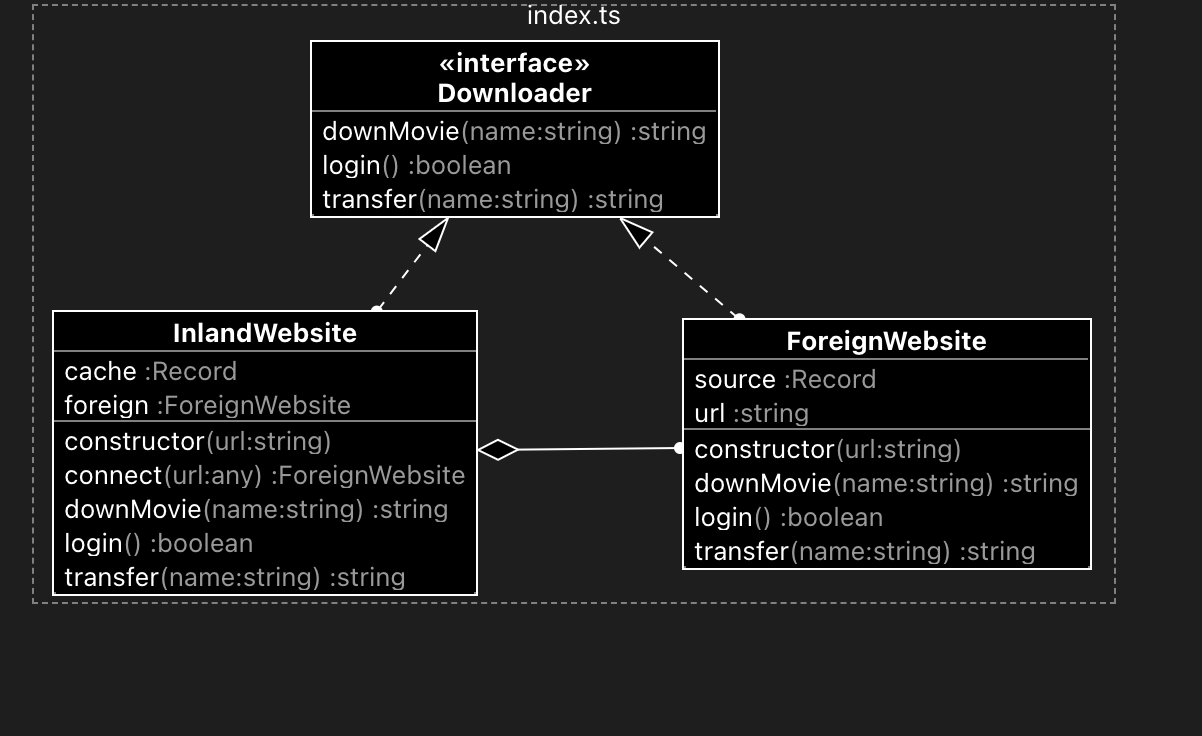 index.ts
«interface»
Downloader
downMovie(name:string) :string
login() :boolean
transfer(name:string) :string
InlandWebsite
cache :Record
foreign :ForeignWebsite
constructor(url:string)
connect(url:any) :ForeignWebsite
downMovie(name:string) :string
login() :boolean
transfer(name:string) :string
ForeignWebsite
source :Record
url :string
constructor(url:string)
downMovie(name:string) :string
login() :boolean
transfer(name:string) :string